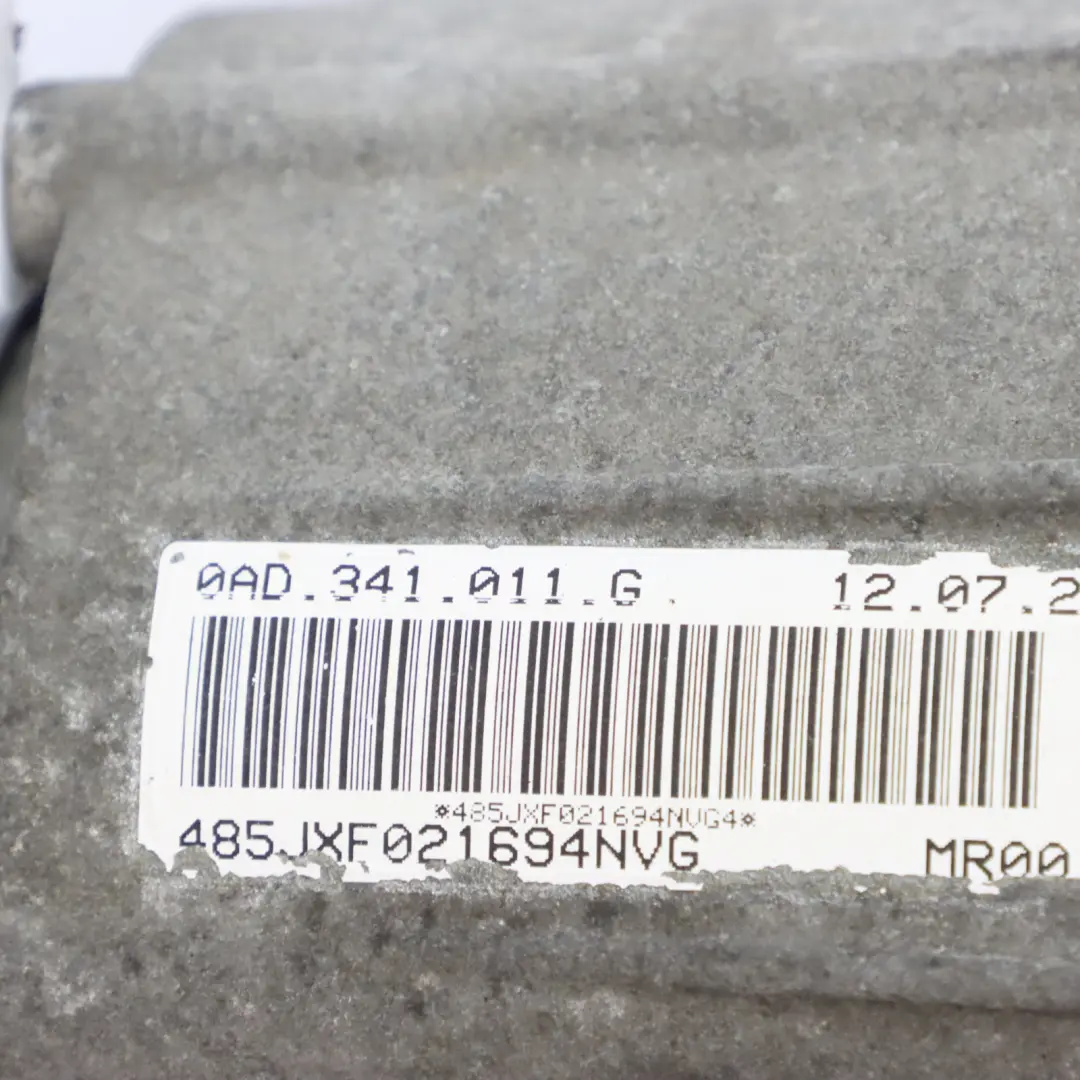 0AD.341.011.G 12.07.2
*485JXF021694NVG4*
485JXF021694NVG MR00